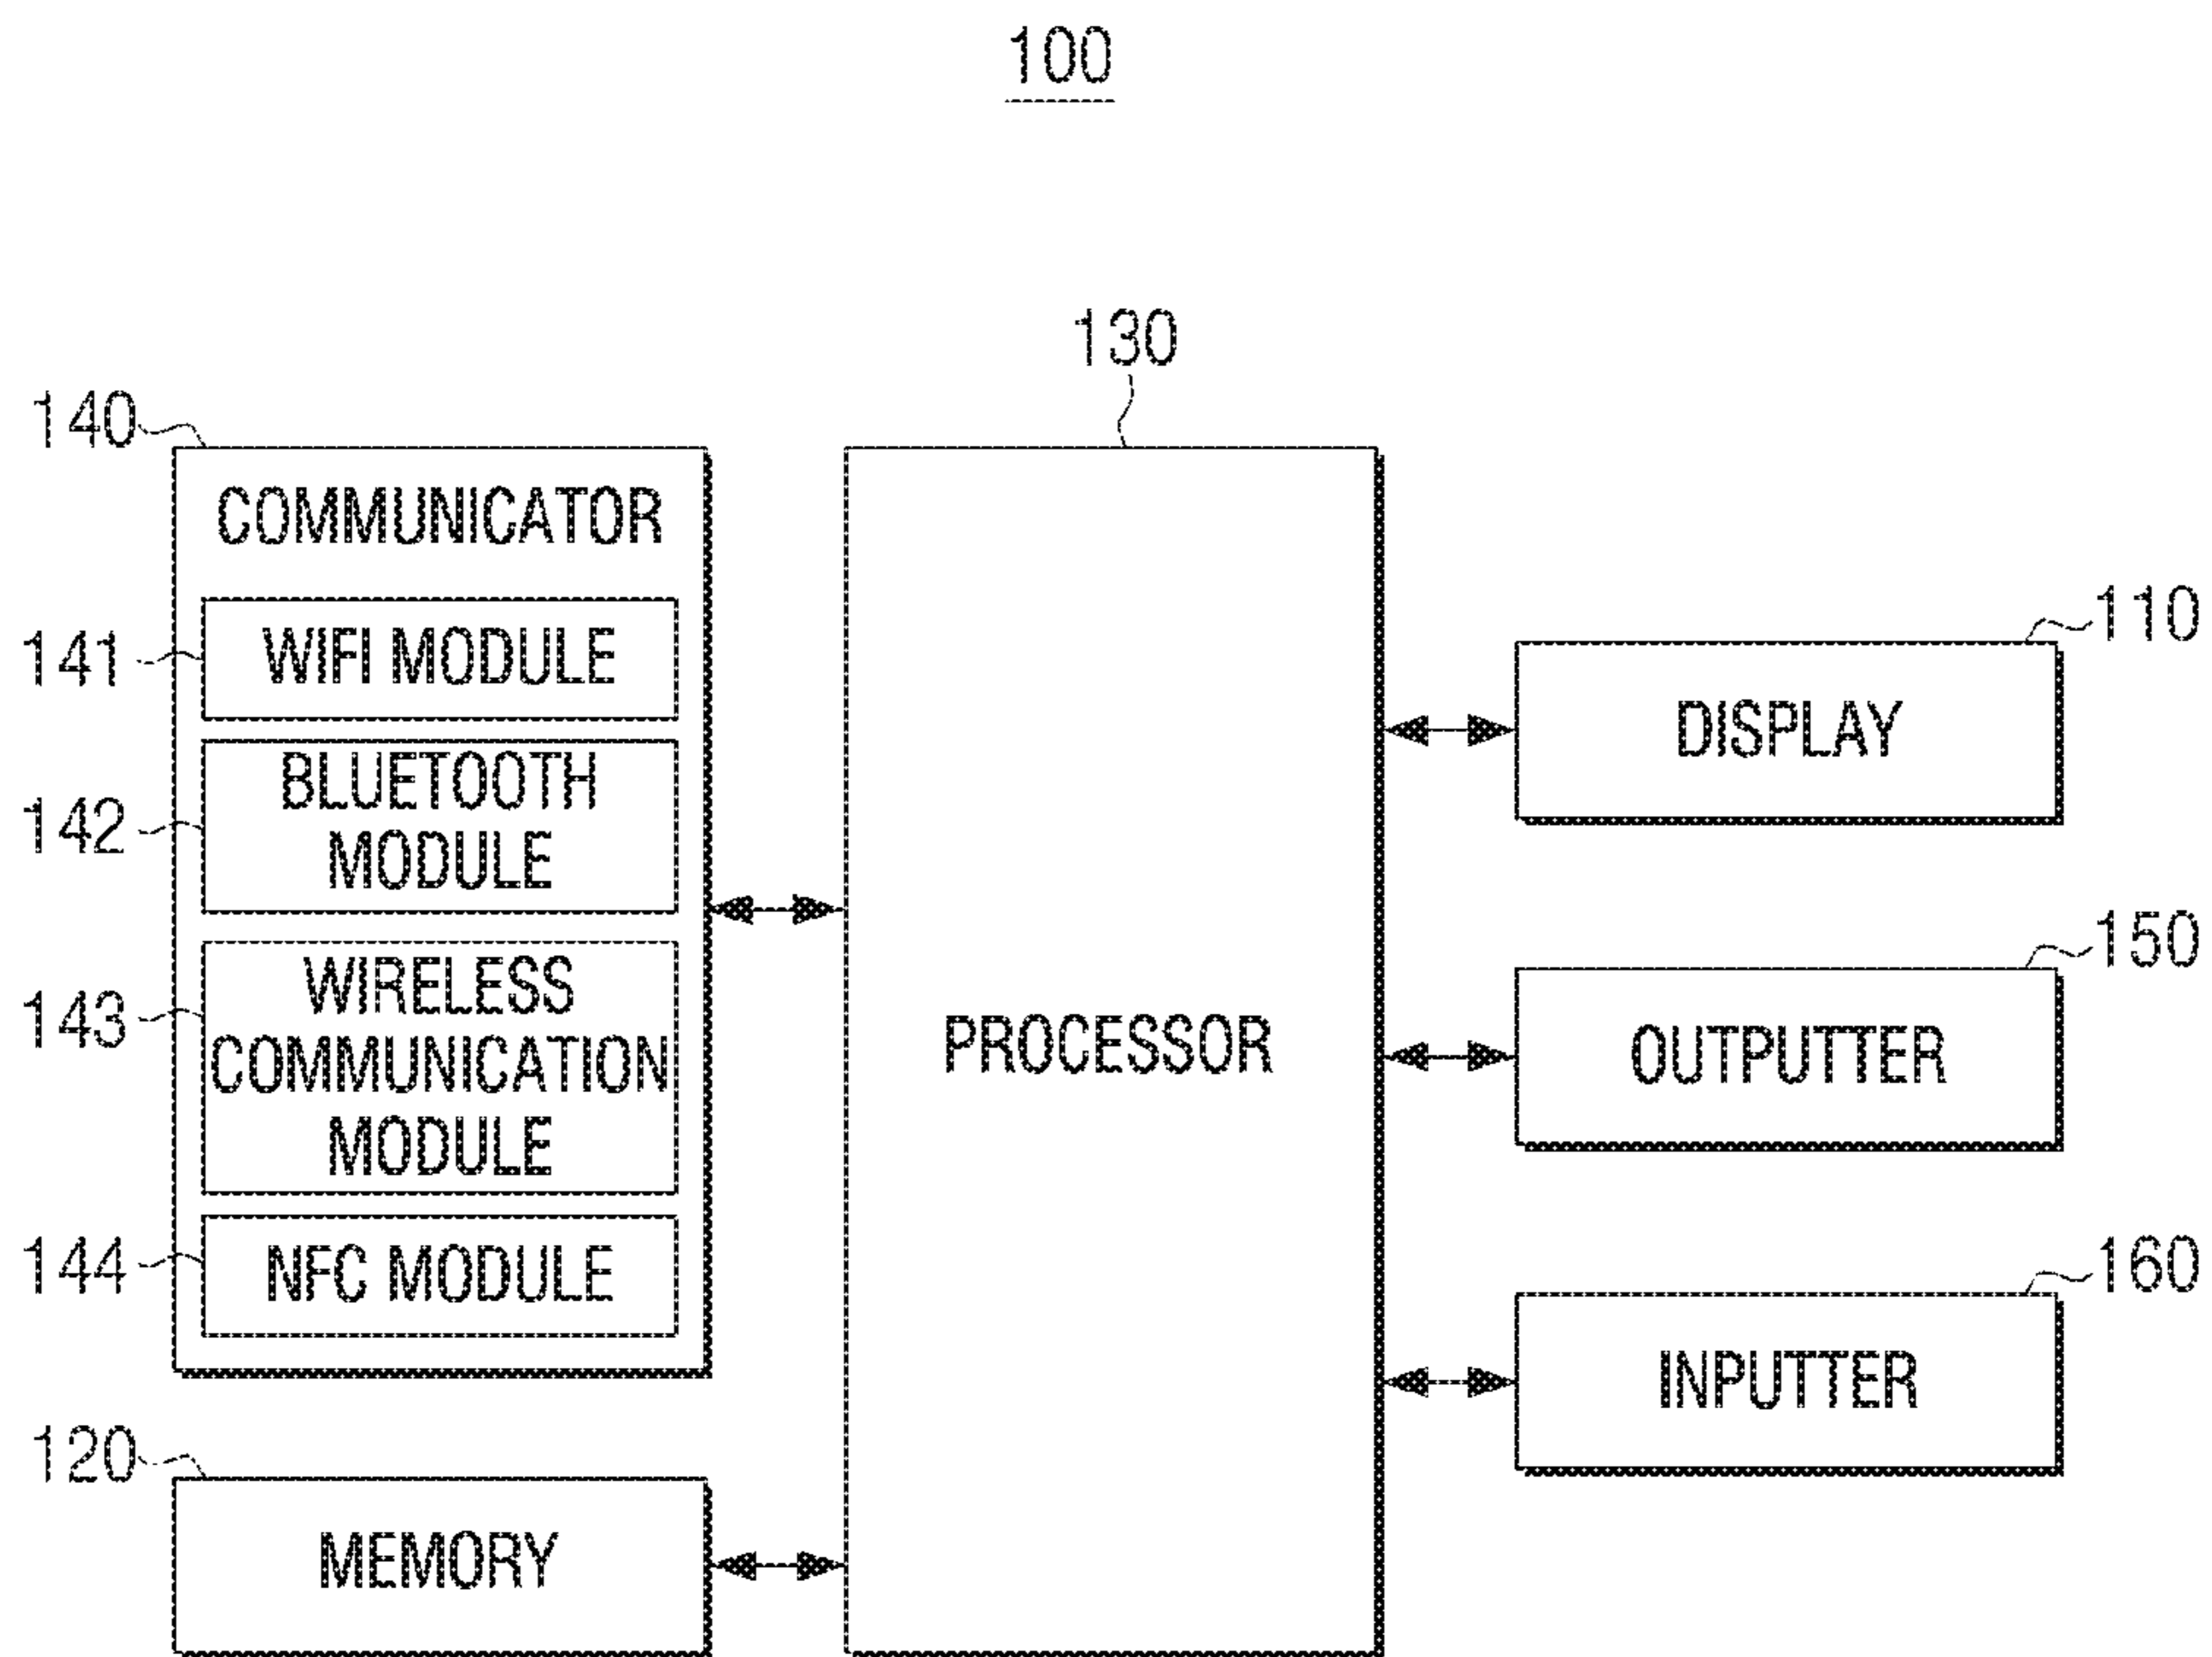 100
130
140
COMMUNICATOR
141
WIFI MODULE
142
BLUETOOTH
MODULE
143
WIRELESS
COMMUNICATION
MODULE
144
NFC MODULE
120
MEMORY
PROCESSOR
110
DISPLAY
150
OUTPUTTER
160
INPUTTER